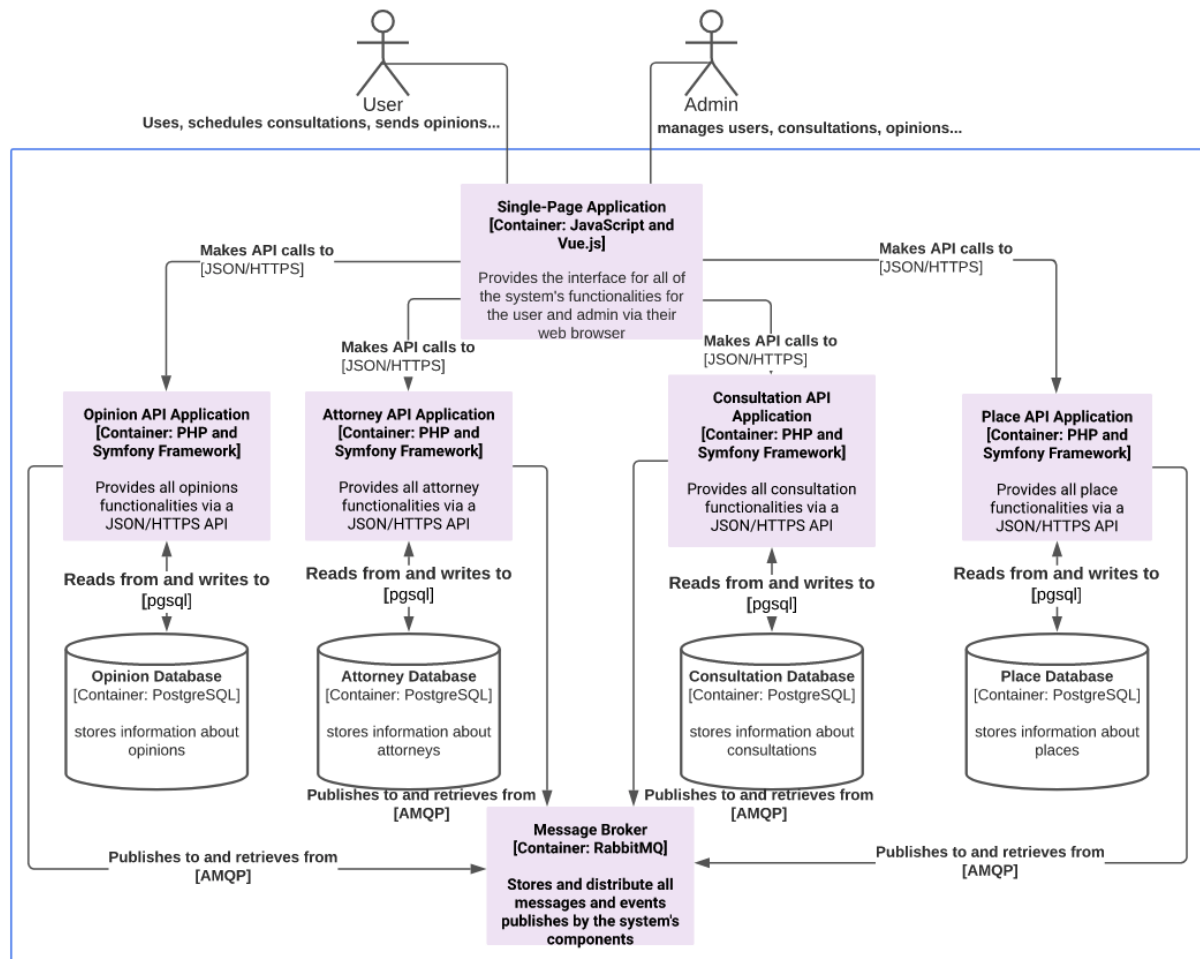 User
Uses, schedules consultations, sends opinions...
Admin
manages users, consultations, opinions...
Single-Page Application
[Container: JavaScript and
Vue.js]
Provides the interface for all of
the system's functionalities for
the user and admin via their
web browser
Makes API calls to
[JSON/HTTPS]
Makes API calls to
[JSON/HTTPS]
Makes API calls to
[JSON/HTTPS]
Makes API calls to
[JSON/HTTPS]
Opinion API Application
[Container: PHP and
Symfony Framework]
Provides all opinions
functionalities via a
JSON/HTTPS API
Attorney API Application
[Container: PHP and
Symfony Framework]
Provides all attorney
functionalities via a
JSON/HTTPS API
Consultation API
Application
[Container: PHP and
Symfony Framework]
Provides all consultation
functionalities via a
JSON/HTTPS API
Place API Application
[Container: PHP and
Symfony Framework]
Provides all place
functionalities via a
JSON/HTTPS API
Reads from and writes to
[pgsql]
Reads from and writes to
[pgsql]
Reads from and writes to
[pgsql]
Reads from and writes to
[pgsql]
Opinion Database
[Container: PostgreSQL]
stores information about
opinions
Attorney Database
[Container: PostgreSQL]
stores information about
attorneys
Consultation Database
[Container: PostgreSQL]
stores information about
consultations
Place Database
[Container: PostgreSQL]
stores information about
places
Publishes to and retrieves from
[AMQP]
Publishes to and retrieves from
[AMQP]
Publishes to and retrieves from
[AMQP]
Publishes to and retrieves from
[AMQP]
Message Broker
[Container: RabbitMQ]
Stores and distribute all
messages and events
publishes by the system's
components